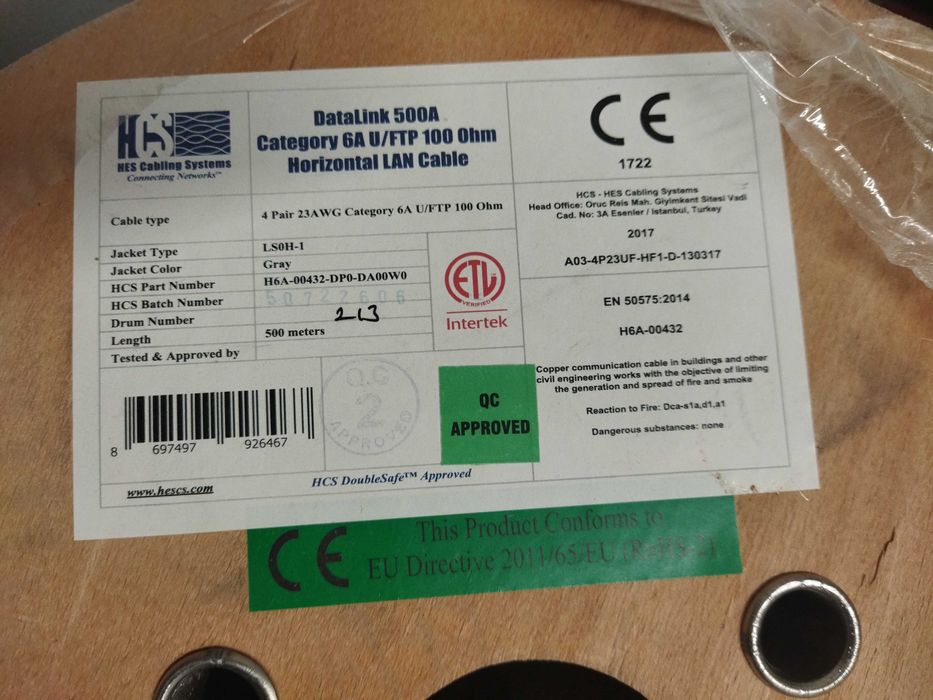 HCS
HES Cabling Systems
Connecting Networks™
DataLink 500A
Category 6A U/FTP 100 Ohm
Horizontal LAN Cable
Cable type
4 Pair 23AWG Category 6A U/FTP 100 Ohm
Jacket Type
LS0H-1
Jacket Color
Gray
HCS Part Number
H6A-00432-DP0-DA00W0
HCS Batch Number
50722606
Drum Number
213
Length
500 meters
Tested & Approved by
ETL
VERIFIED
Intertek
8 697497 926467
QC
2
APPROVED
QC
APPROVED
www.hescs.com
HCS DoubleSafe™ Approved
CE
1722
HCS - HES Cabling Systems
Head Office: Oruc Reis Mah. Giyimkent Sitesi Vadi
Cad. No: 3A Esenler / Istanbul, Turkey
2017
A03-4P23UF-HF1-D-130317
EN 50575:2014
H6A-00432
Copper communication cable in buildings and other
civil engineering works with the objective of limiting
the generation and spread of fire and smoke
Reaction to Fire: Dca-s1a,d1,a1
Dangerous substances: none
CE
This Product Conforms to
EU Directive 2011/65/EU (RoHS-2)